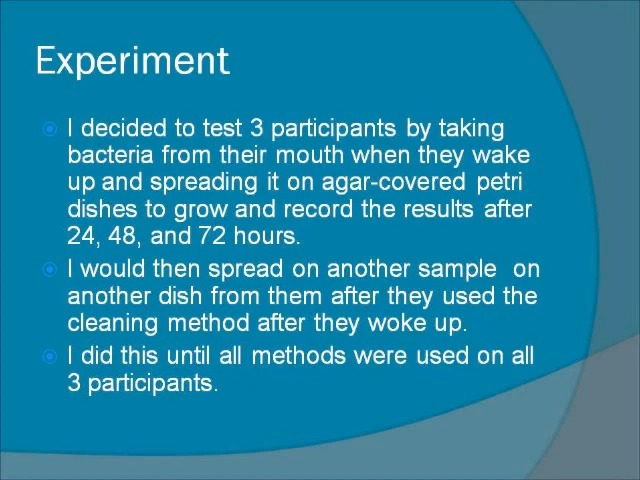 Experiment
I decided to test 3 participants by taking
bacteria from their mouth when they wake
up and spreading it on agar-covered petri
dishes to grow and record the results after
24, 48, and 72 hours.
I would then spread on another sample  on
another dish from them after they used the
cleaning method after they woke up.
I did this until all methods were used on all
3 participants.